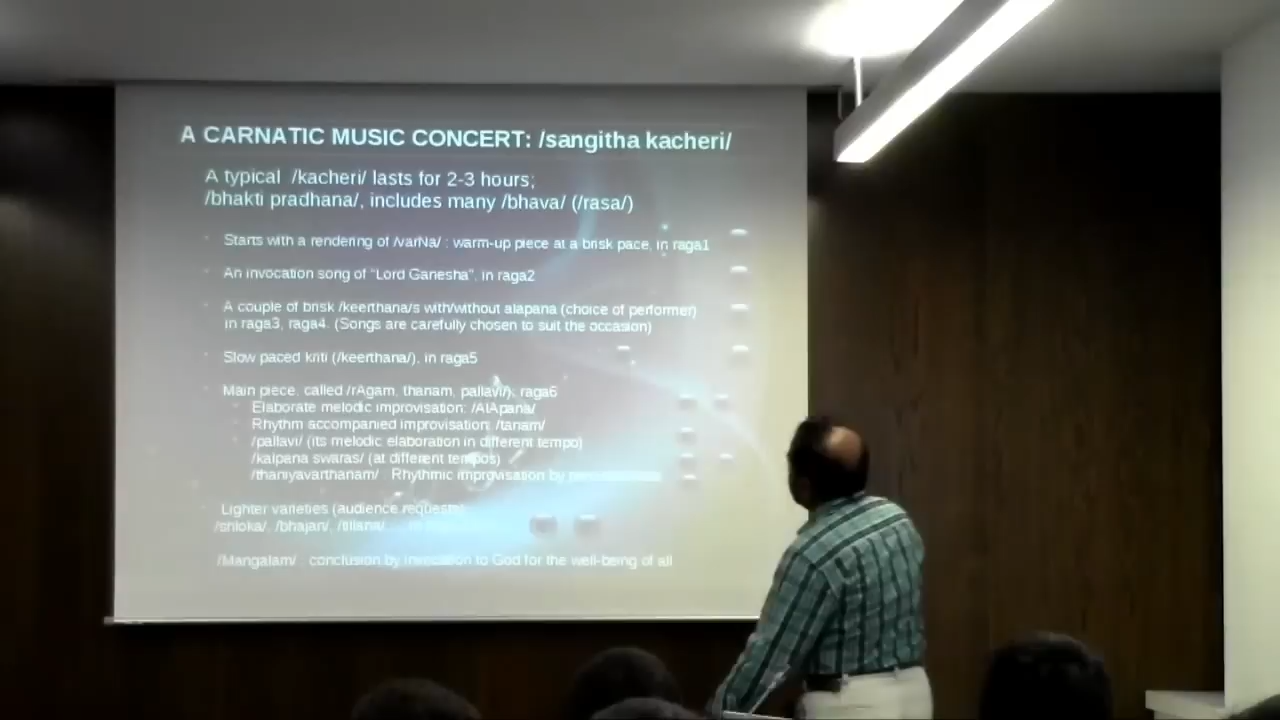 A CARNATIC MUSIC CONCERT: /sangitha kacheri/
A typical /kacheri/ lasts for 2-3 hours;
/bhakti pradhana/, includes many /bhava/ (/rasa/)
Starts with a rendering of /varNa/ : warm-up piece at a brisk pace, in raga1
An invocation song of "Lord Ganesha", in raga2
A couple of brisk /keerthana/s with/without alapana (choice of performer)
in raga3, raga4. (Songs are carefully chosen to suit the occasion)
Slow paced kriti (/keerthana/), in raga5
Main piece, called /rAgam, thanam, pallavi/), raga6
Elaborate melodic improvisation: /AlApana/
Rhythm accompanied improvisation: /tanam/
/pallavi/ (its melodic elaboration in different tempo)
/kalpana swaras/ (at different tempos)
/thaniyavarthanam/ : Rhythmic improvisation by
Lighter varieties (audience requests)
/shloka/, /bhajan/, /tillana/
/Mangalam/ : conclusion by invocation to God for the well-being of all